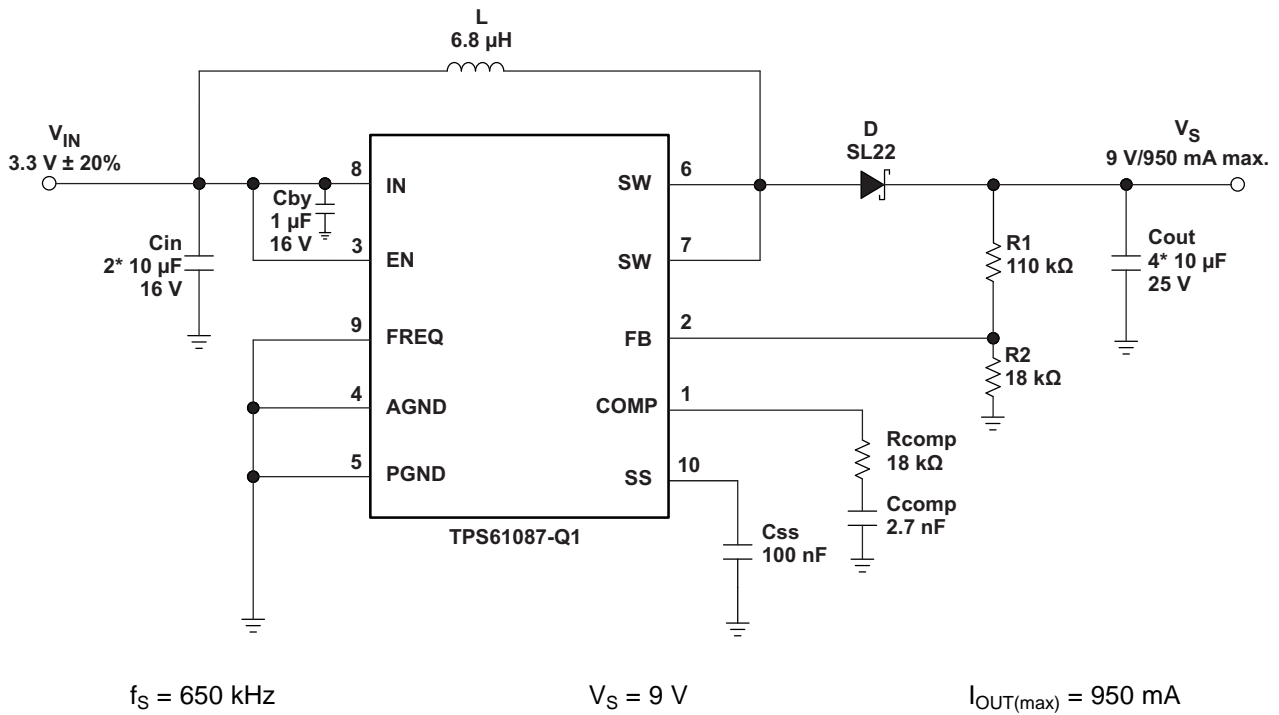 L
6.8 µH
V_IN
3.3 V ± 20%
D
SL22
V_S
9 V/950 mA max.
8
IN
SW
6
Cby
1 µF
16 V
Cin
2* 10 µF
16 V
3
EN
SW
7
R1
110 kΩ
Cout
4* 10 µF
25 V
9
FREQ
FB
2
R2
18 kΩ
4
AGND
COMP
1
Rcomp
18 kΩ
5
PGND
SS
10
Ccomp
2.7 nF
Css
100 nF
TPS61087-Q1
f_S = 650 kHz
V_S = 9 V
I_OUT(max) = 950 mA